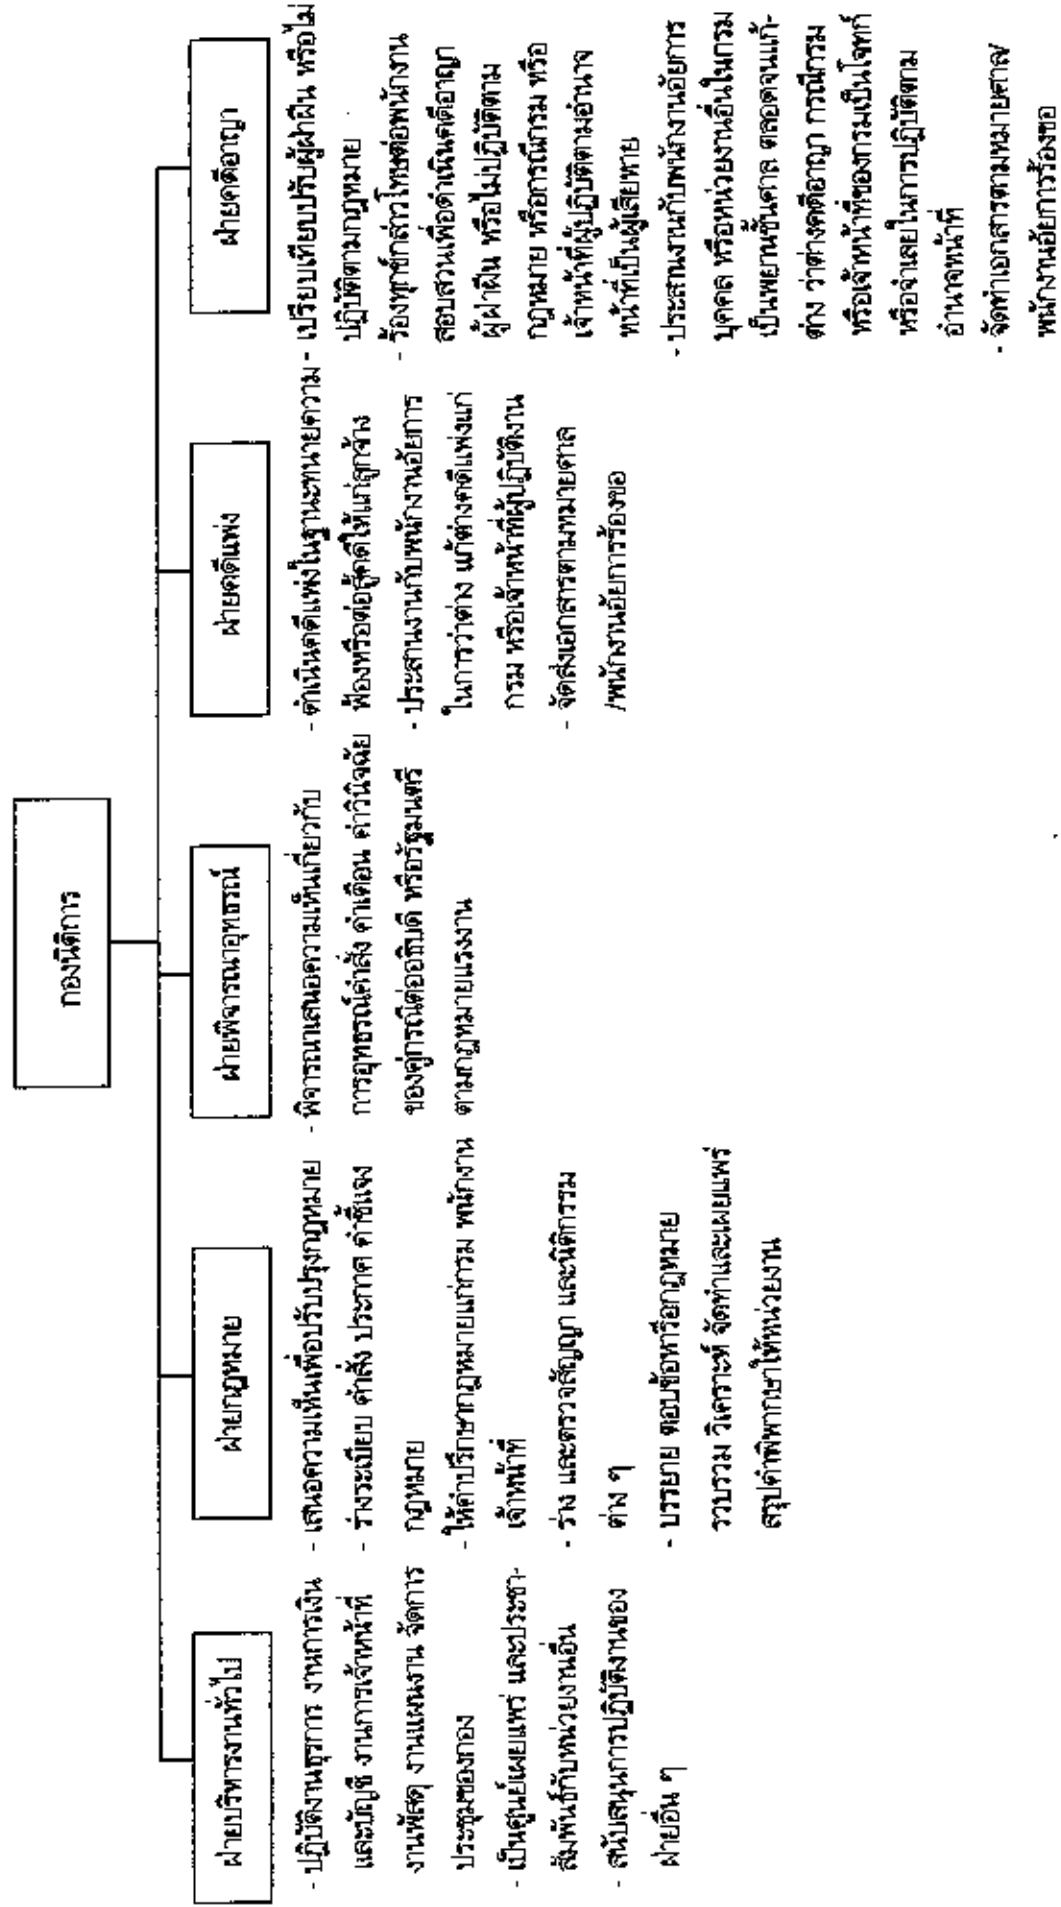 กองนิติการ
ฝ่ายบริหารงานทั่วไป
- ปฏิบัติงานธุรการ งานการเงิน
และบัญชี งานการเจ้าหน้าที่
งานพัสดุ งานแผนงาน จัดการ
ประชุมของกอง
- เป็นศูนย์เผยแพร่ และประชา-
สัมพันธ์กับหน่วยงานอื่น
- สนับสนุนการปฏิบัติงานของ
ฝ่ายอื่น ๆ
ฝ่ายกฎหมาย
- เสนอความเห็นเพื่อปรับปรุงกฎหมาย
- ร่างระเบียบ คำสั่ง ประกาศ คำชี้แจง
กฎหมาย
- ให้คำปรึกษากฎหมายแก่กรม พนักงาน
เจ้าหน้าที่
- ร่าง และตรวจสัญญา และนิติกรรม
ต่าง ๆ
- บรรยาย ตอบข้อหารือกฎหมาย
รวบรวม วิเคราะห์ จัดทำและเผยแพร่
สรุปคำพิพากษาให้หน่วยงาน
ฝ่ายพิจารณาอุทธรณ์
- พิจารณาเสนอความเห็นเกี่ยวกับ
การอุทธรณ์คำสั่ง คำเตือน คำวินิจฉัย
ของคู่กรณีต่ออธิบดี หรือรัฐมนตรี
ตามกฎหมายแรงงาน
ฝ่ายคดีแพ่ง
- ดำเนินคดีแพ่งในฐานะทนายความ
ฟ้องหรือต่อสู้คดีให้แก่ลูกจ้าง
- ประสานงานกับพนักงานอัยการ
ในการว่าต่าง แก้ต่างคดีแพ่งแก่
กรม หรือเจ้าหน้าที่ผู้ปฏิบัติงาน
- จัดส่งเอกสารตามหมายศาล
/พนักงานอัยการร้องขอ
ฝ่ายคดีอาญา
- เปรียบเทียบปรับผู้ฝ่าฝืน หรือไม่
ปฏิบัติตามกฎหมาย
- ร้องทุกข์กล่าวโทษต่อพนักงาน
สอบสวนเพื่อดำเนินคดีอาญา
ผู้ฝ่าฝืน หรือไม่ปฏิบัติตาม
กฎหมาย หรือกรณีกรม หรือ
เจ้าหน้าที่ผู้ปฏิบัติตามอำนาจ
หน้าที่เป็นผู้เสียหาย
- ประสานงานกับพนักงานอัยการ
บุคคล หรือหน่วยงานอื่นในกรม
เป็นพยานชั้นศาล ตลอดจนแก้-
ต่าง ว่าต่างคดีอาญา กรณีกรม
หรือเจ้าหน้าที่ของกรมเป็นโจทก์
หรือจำเลยในการปฏิบัติตาม
อำนาจหน้าที่
- จัดทำเอกสารตามหมายศาล/
พนักงานอัยการร้องขอ